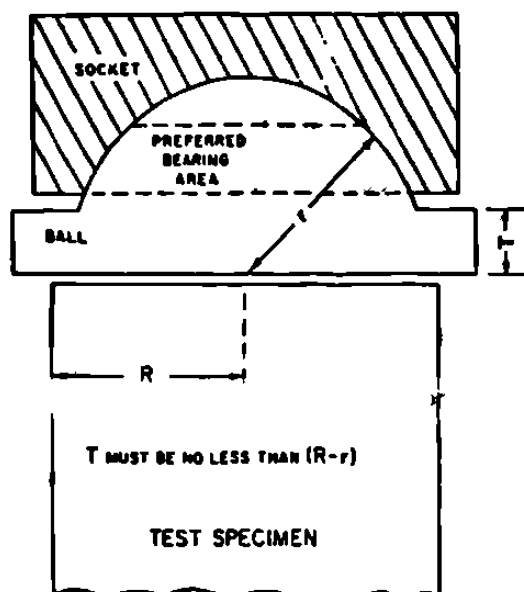 SOCKET
PREFERRED
BEARING
AREA
r
BALL
T
R
T MUST BE NO LESS THAN (R-r)
TEST SPECIMEN